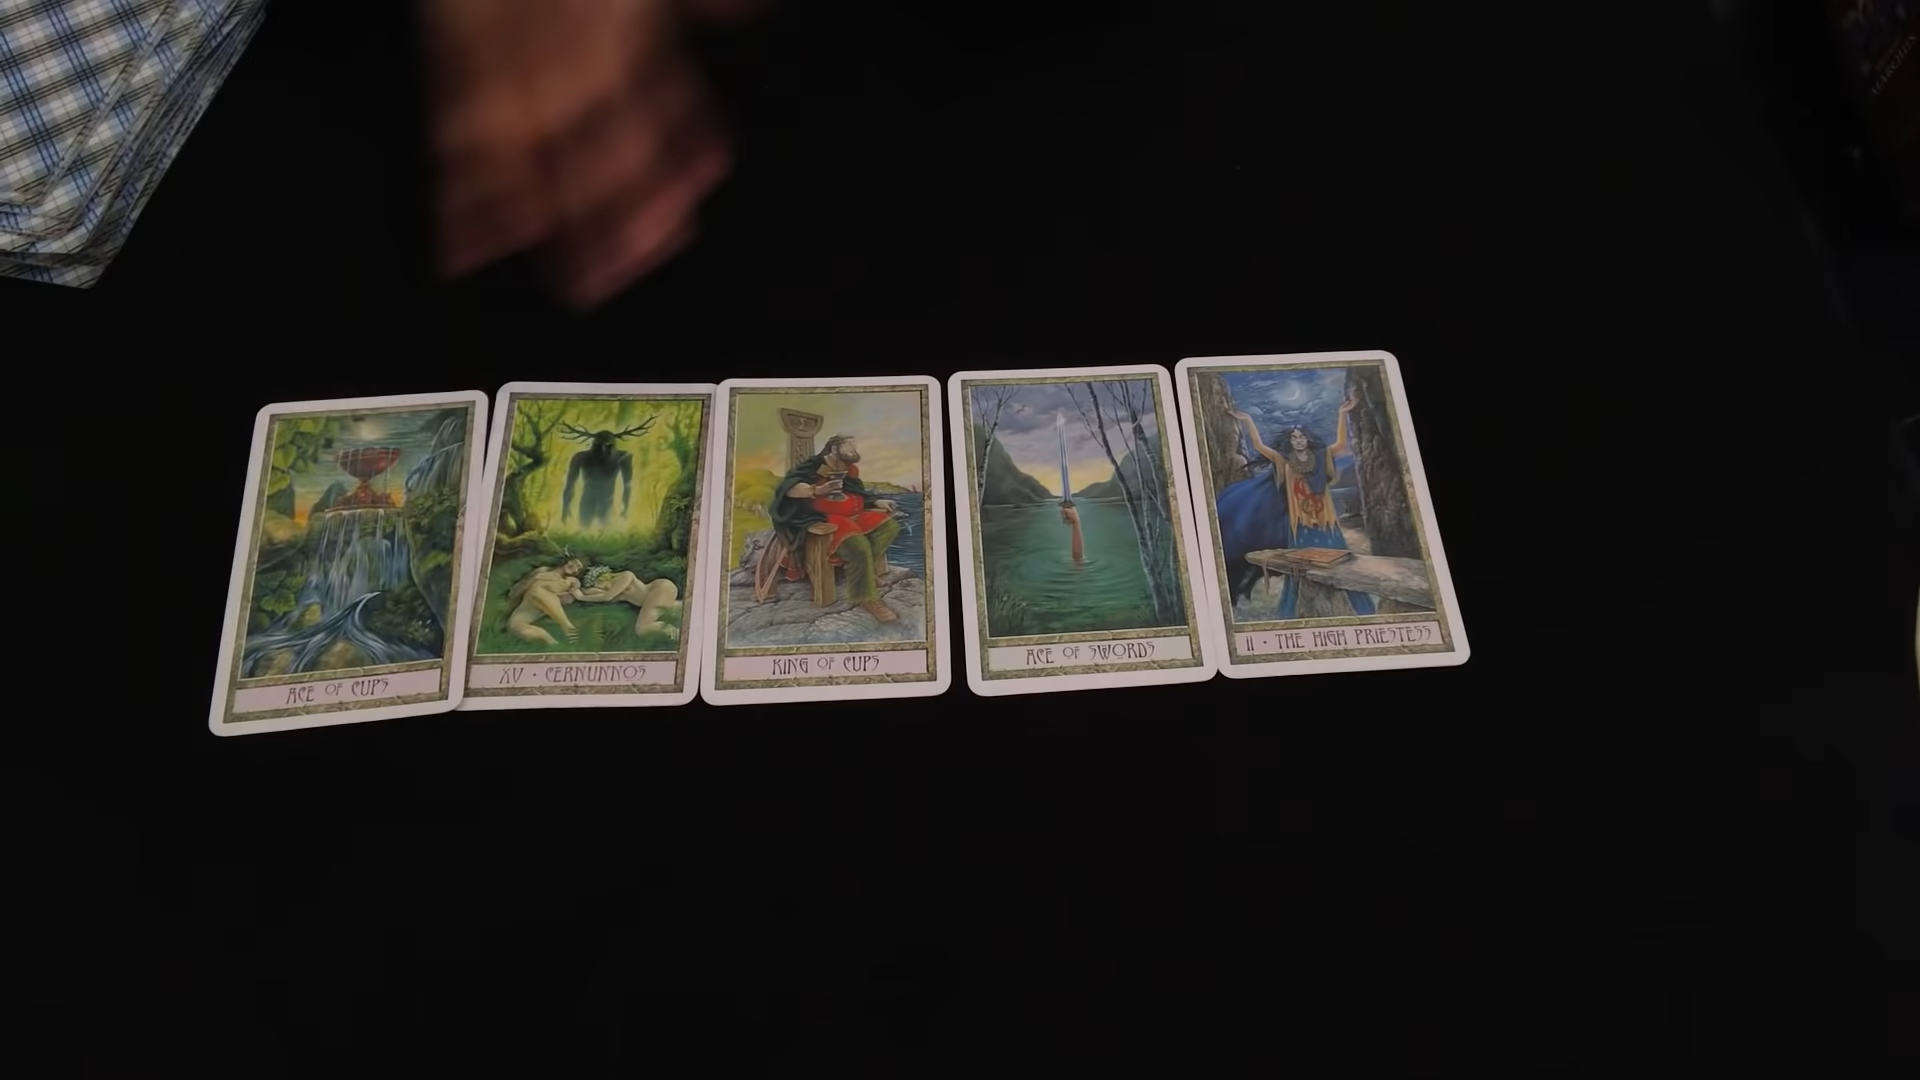 ACE OF CUPS
XV • CERNUNNOS
KING OF CUPS
ACE OF SWORDS
II • THE HIGH PRIESTESS